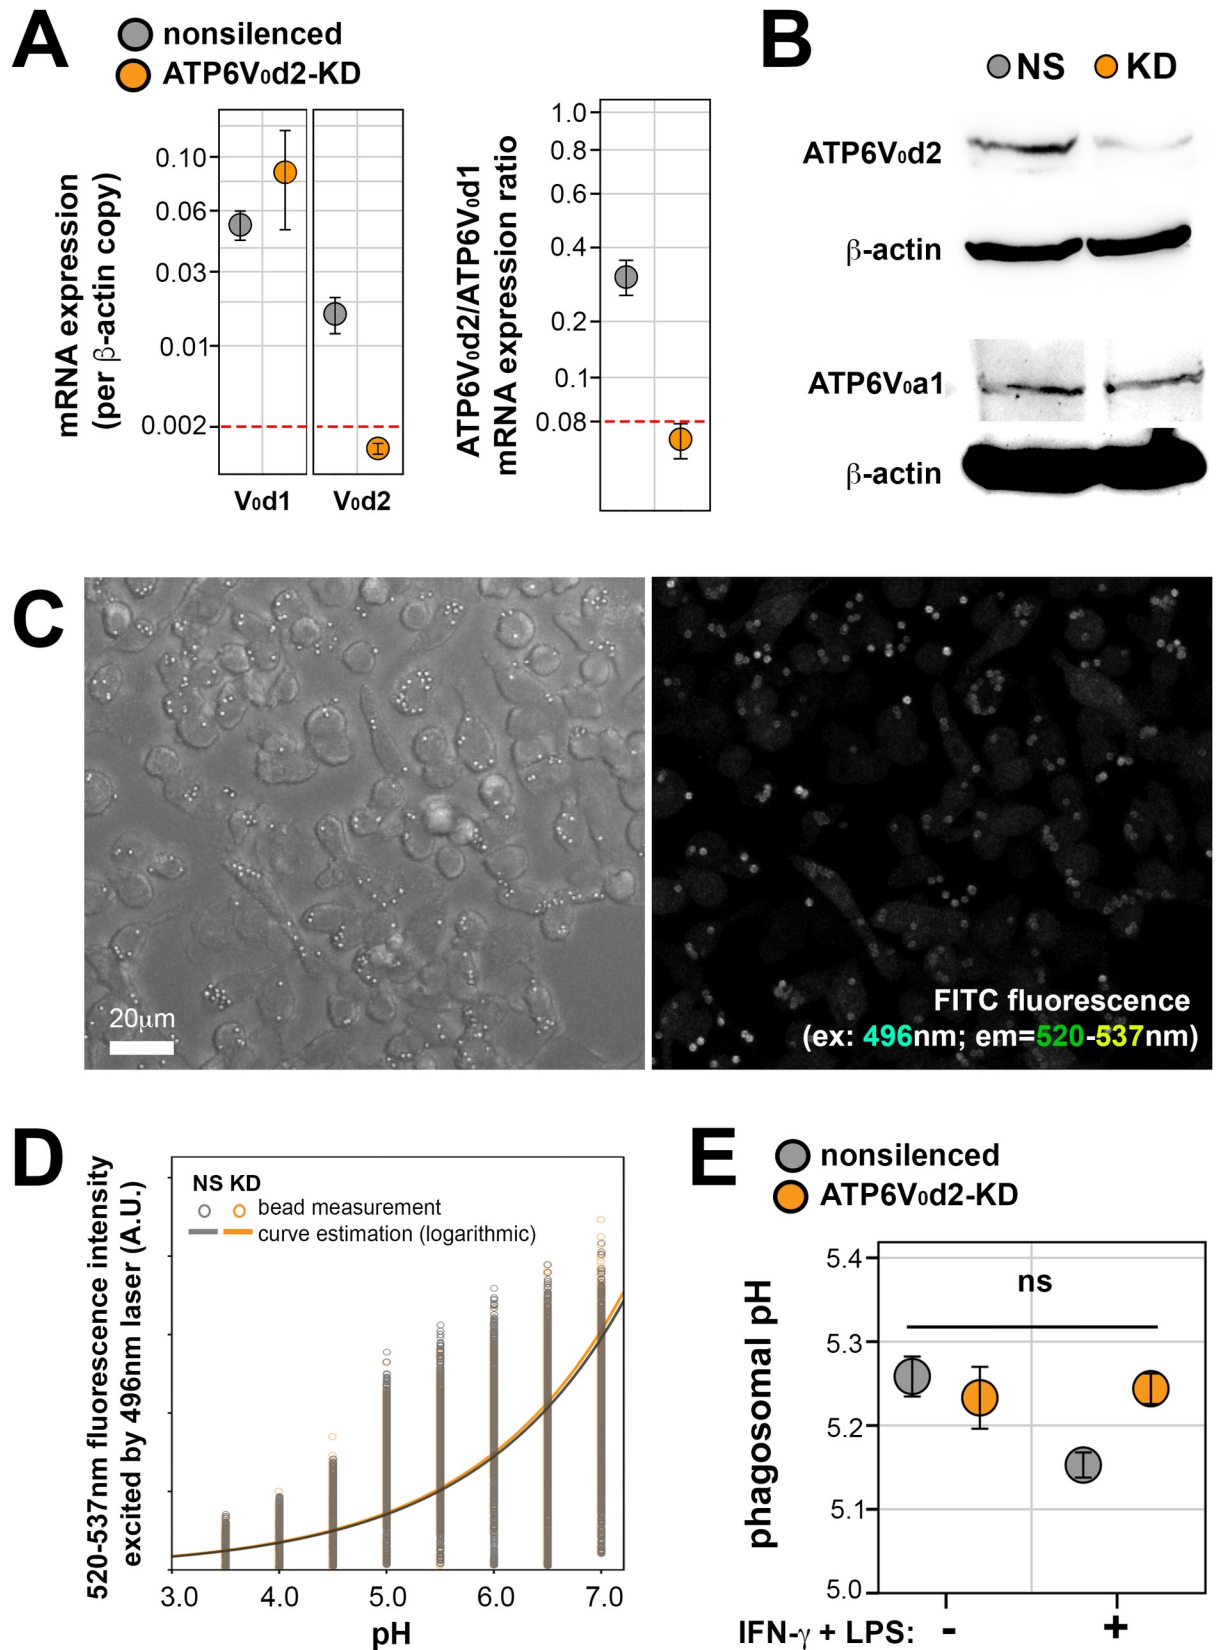 A
nonsilenced
ATP6V0d2-KD
mRNA expression
(per β-actin copy)
0.10
0.06
0.03
0.01
0.002
V0d1
V0d2
ATP6V0d2/ATP6V0d1
mRNA expression ratio
1.0
0.8
0.6
0.4
0.2
0.1
0.08
B
NS
KD
ATP6V0d2
β-actin
ATP6V0a1
β-actin
C
20μm
FITC fluorescence
(ex: 496nm; em=520-537nm)
D
520-537nm fluorescence intensity
excited by 496nm laser (A.U.)
NS KD
bead measurement
curve estimation (logarithmic)
3.0
4.0
5.0
6.0
7.0
pH
E
nonsilenced
ATP6V0d2-KD
phagosomal pH
5.4
5.3
5.2
5.1
5.0
ns
IFN-γ + LPS: - +